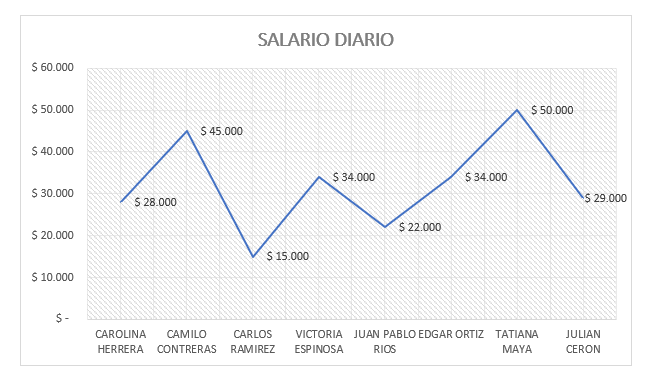 SALARIO DIARIO
$ 60.000
$ 50.000
$ 40.000
$ 30.000
$ 20.000
$ 10.000
$ -
$ 28.000
$ 45.000
$ 15.000
$ 34.000
$ 22.000
$ 34.000
$ 50.000
$ 29.000
CAROLINA HERRERA
CAMILO CONTRERAS
CARLOS RAMIREZ
VICTORIA ESPINOSA
JUAN PABLO RIOS
EDGAR ORTIZ
TATIANA MAYA
JULIAN CERON